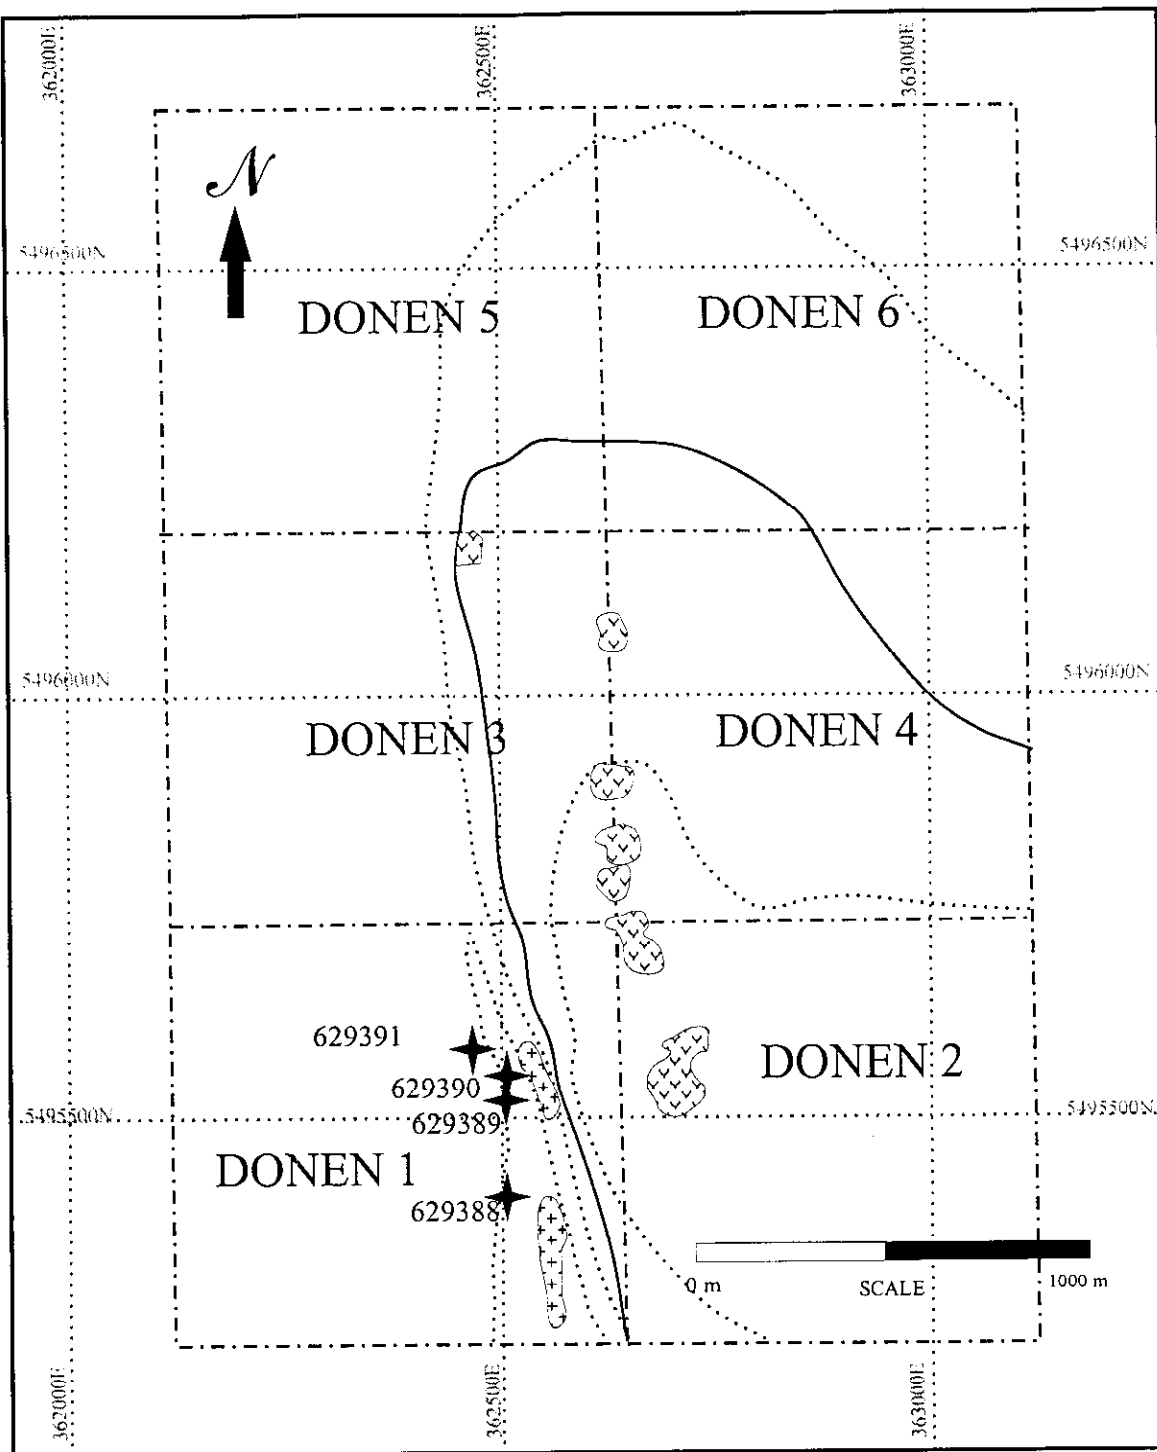 362000E
362500E
363000E
N
5496500N
5496500N
DONEN 5
DONEN 6
5496000N
5496000N
DONEN 3
DONEN 4
629391
DONEN 2
629390
5495500N
5495500N
629389
DONEN 1
629388
0 m
SCALE
1000 m
362000E
362500E
363000E